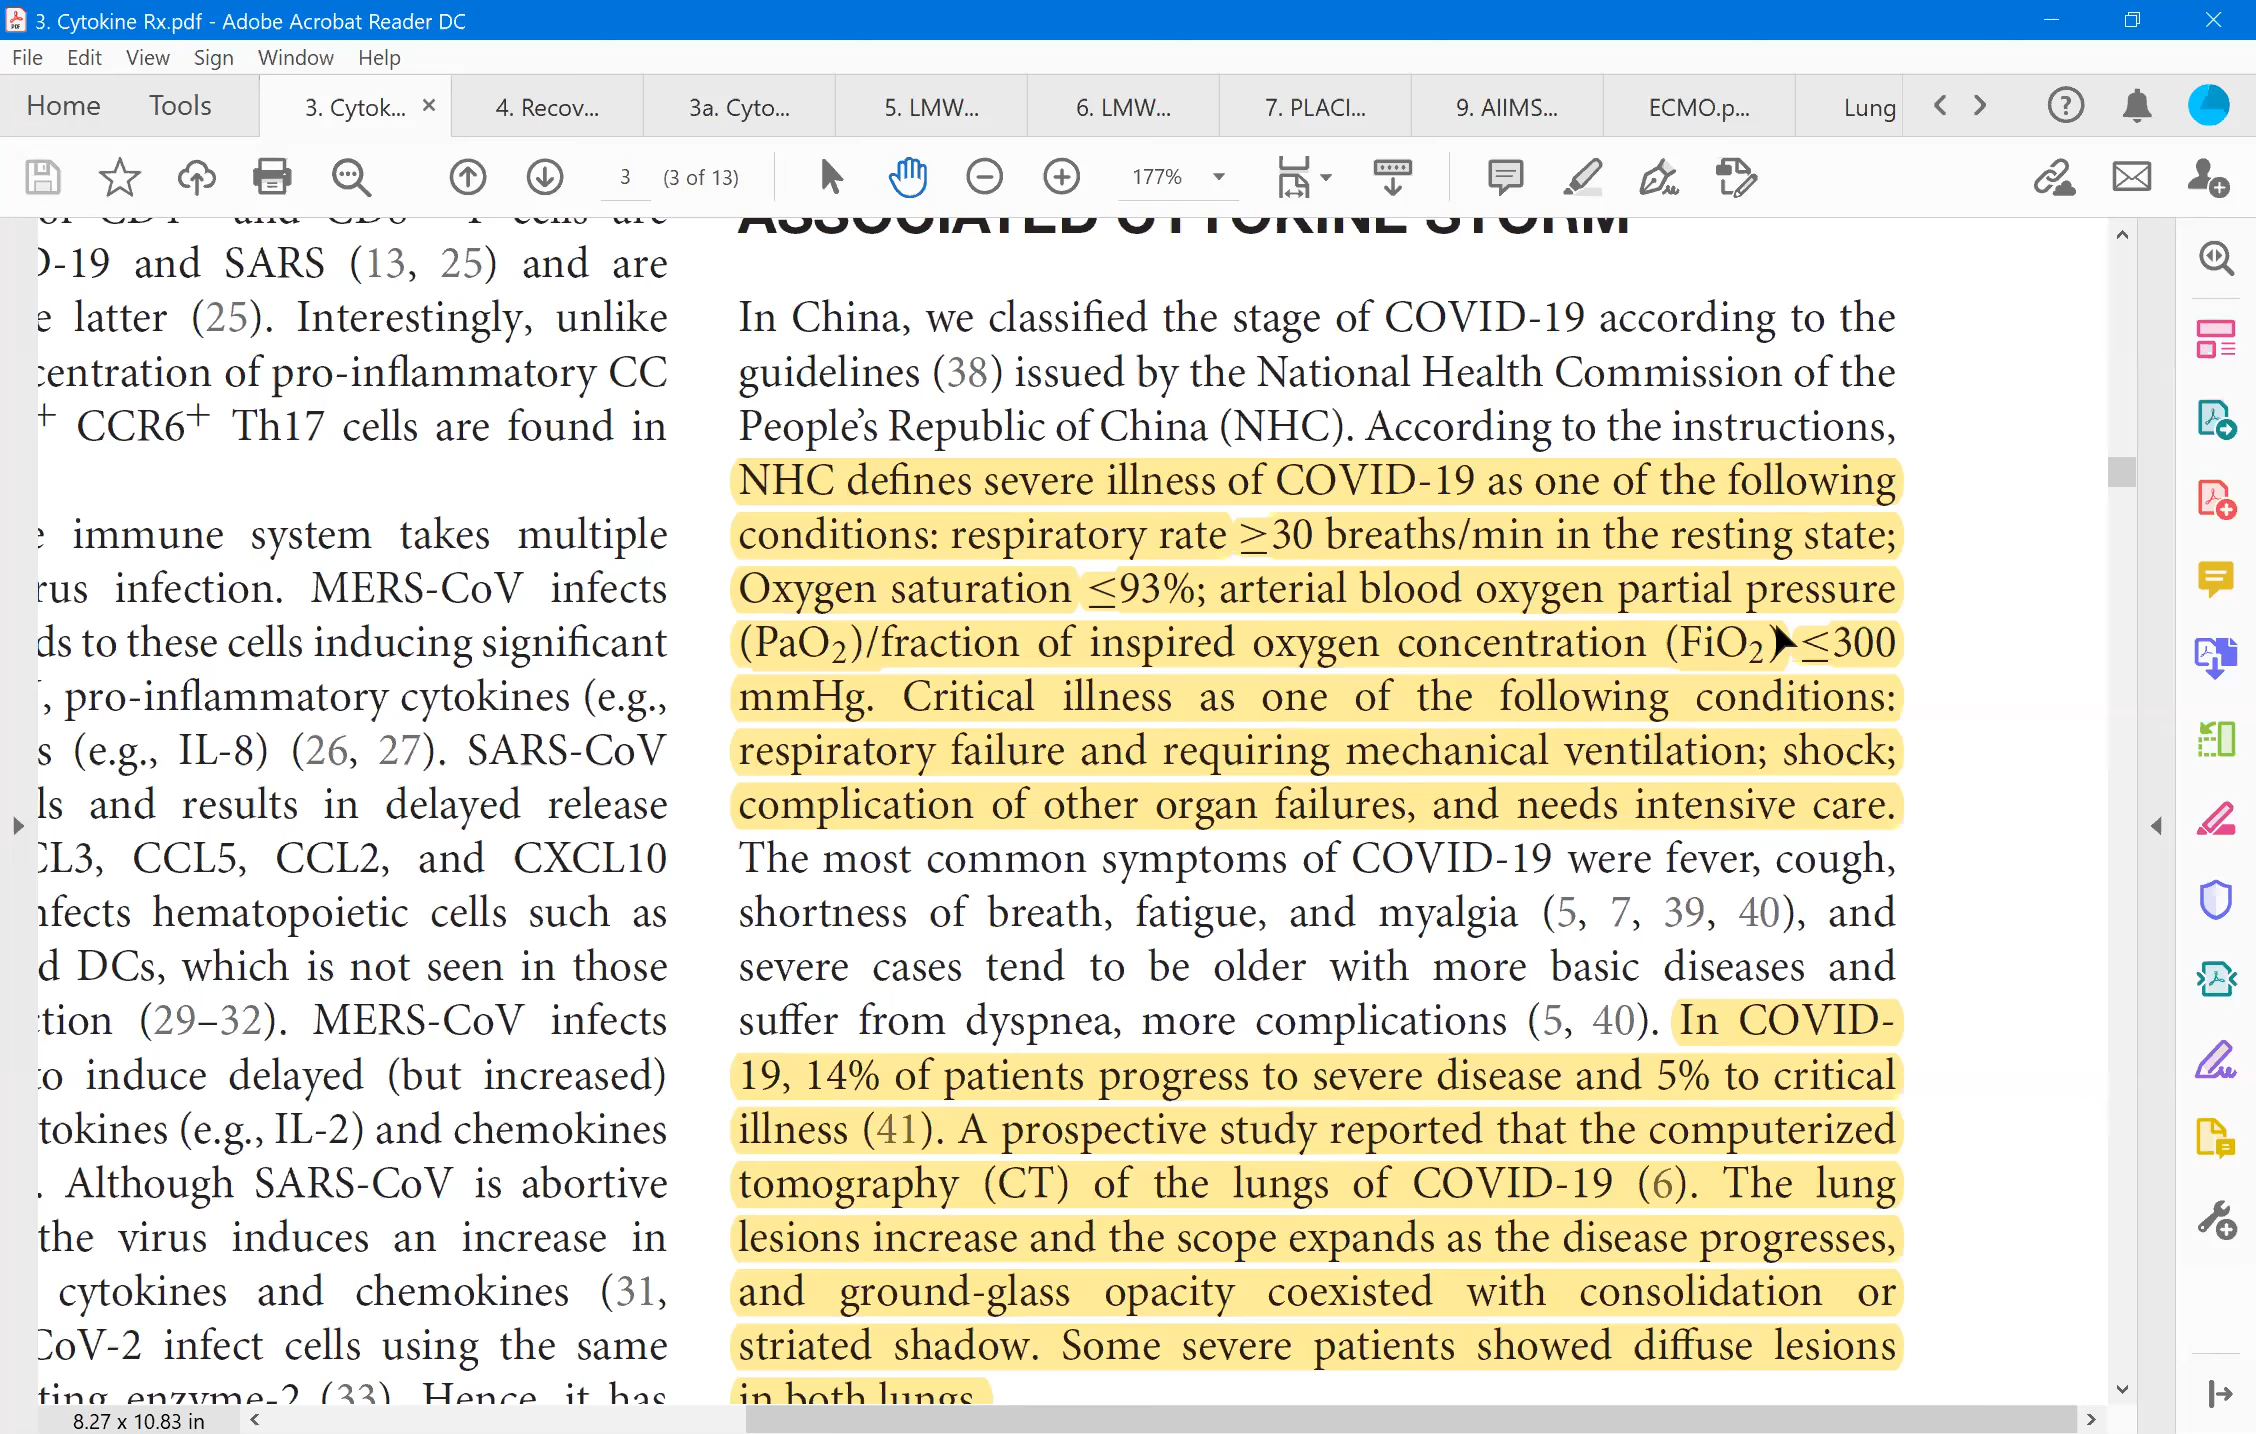 3. Cytokine Rx.pdf - Adobe Acrobat Reader DC
File Edit View Sign Window Help
Home Tools 3. Cytok... × 4. Recov... 3a. Cyto... 5. LMW... 6. LMW... 7. PLACI... 9. AIIMS... ECMO.p... Lung
3 (3 of 13) 177%
D-19 and SARS (13, 25) and are
e latter (25). Interestingly, unlike
centration of pro-inflammatory CC
+ CCR6+ Th17 cells are found in
e immune system takes multiple
rus infection. MERS-CoV infects
ds to these cells inducing significant
, pro-inflammatory cytokines (e.g.,
s (e.g., IL-8) (26, 27). SARS-CoV
ls and results in delayed release
CL3, CCL5, CCL2, and CXCL10
nfects hematopoietic cells such as
d DCs, which is not seen in those
ction (29–32). MERS-CoV infects
to induce delayed (but increased)
tokines (e.g., IL-2) and chemokines
. Although SARS-CoV is abortive
the virus induces an increase in
cytokines and chemokines (31,
CoV-2 infect cells using the same
ting enzyme-2 (33). Hence, it has
ASSOCIATED CYTOKINE STORM
In China, we classified the stage of COVID-19 according to the
guidelines (38) issued by the National Health Commission of the
People's Republic of China (NHC). According to the instructions,
NHC defines severe illness of COVID-19 as one of the following
conditions: respiratory rate ≥30 breaths/min in the resting state;
Oxygen saturation ≤93%; arterial blood oxygen partial pressure
(PaO2)/fraction of inspired oxygen concentration (FiO2) ≤300
mmHg. Critical illness as one of the following conditions:
respiratory failure and requiring mechanical ventilation; shock;
complication of other organ failures, and needs intensive care.
The most common symptoms of COVID-19 were fever, cough,
shortness of breath, fatigue, and myalgia (5, 7, 39, 40), and
severe cases tend to be older with more basic diseases and
suffer from dyspnea, more complications (5, 40). In COVID-
19, 14% of patients progress to severe disease and 5% to critical
illness (41). A prospective study reported that the computerized
tomography (CT) of the lungs of COVID-19 (6). The lung
lesions increase and the scope expands as the disease progresses,
and ground-glass opacity coexisted with consolidation or
striated shadow. Some severe patients showed diffuse lesions
in both lungs.
8.27 x 10.83 in